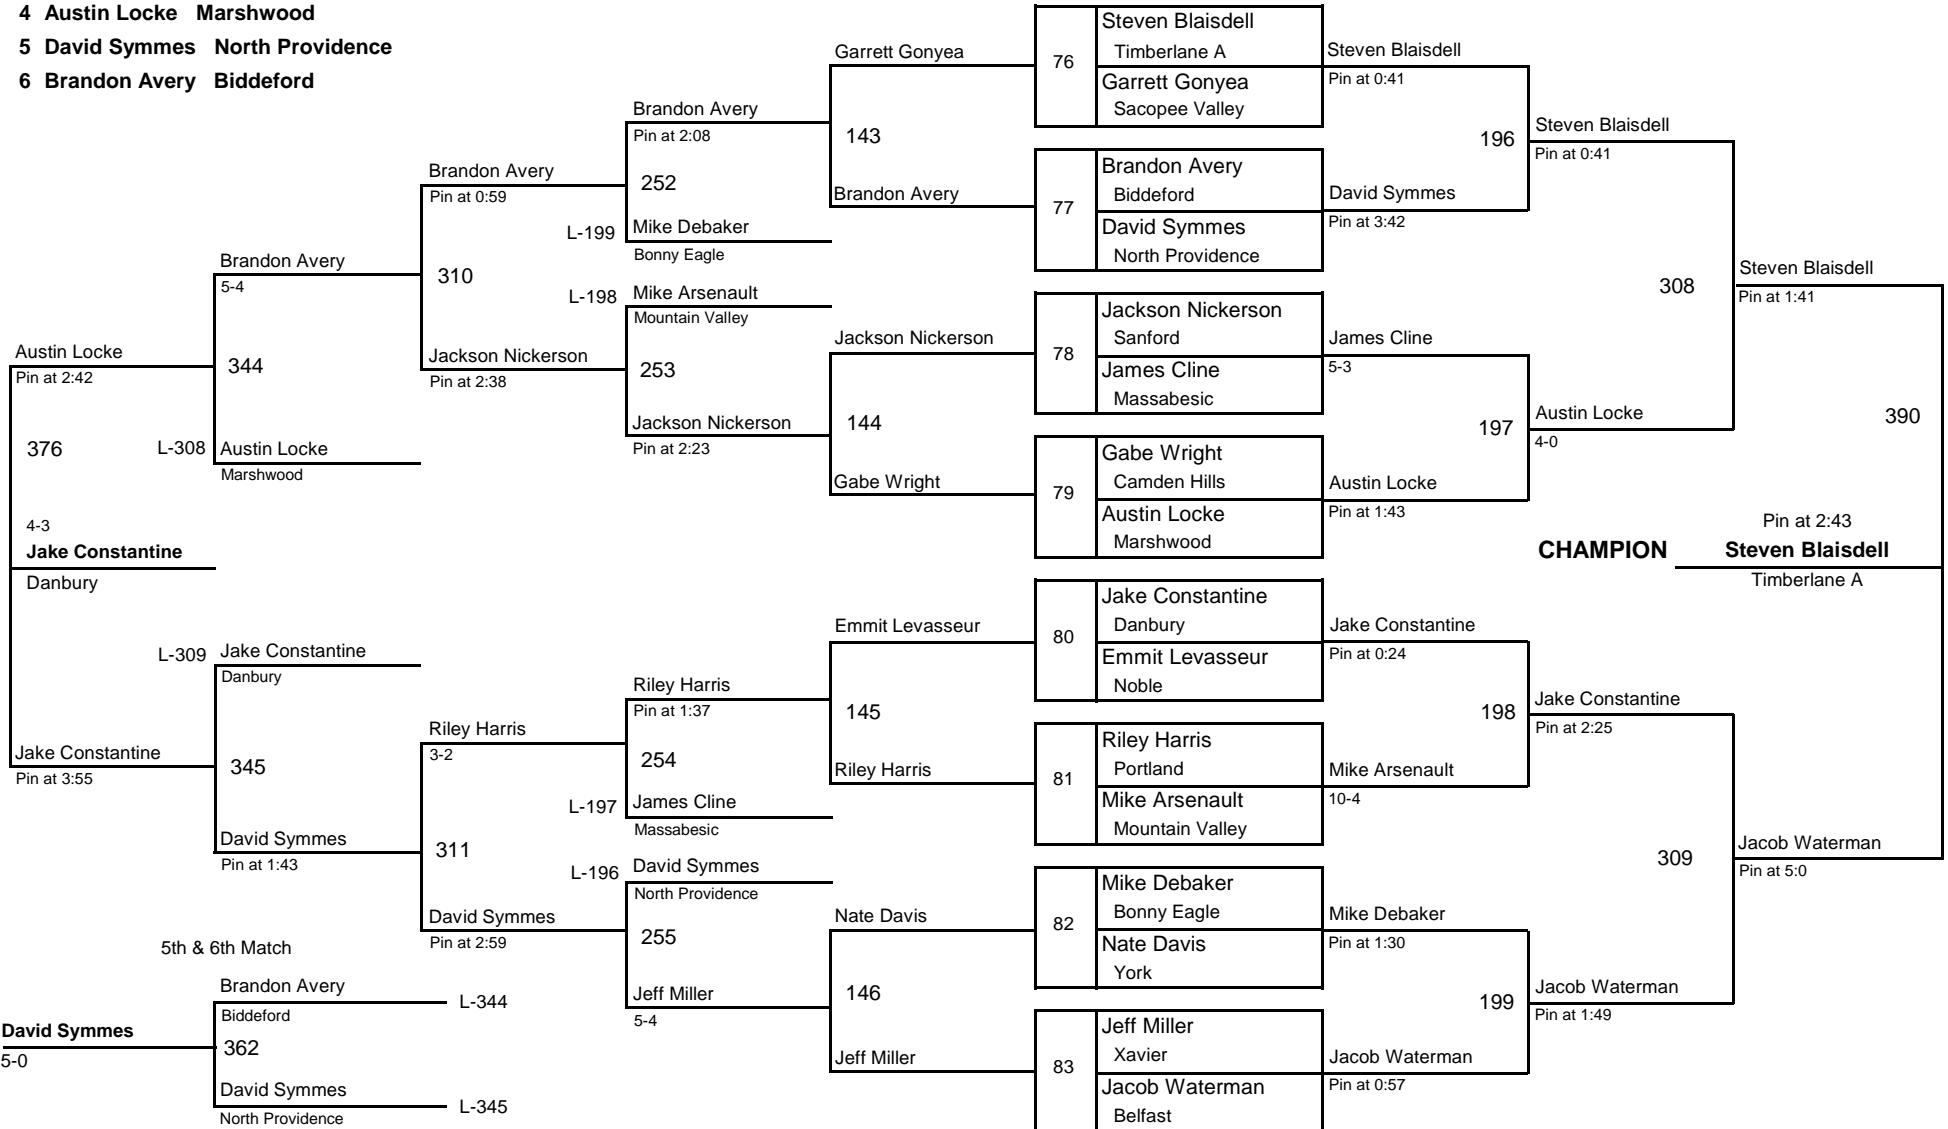 4 Austin Locke Marshwood
5 David Symmes North Providence
6 Brandon Avery Biddeford
Steven Blaisdell
Timberlane A
76
Garrett Gonyea
Sacopee Valley
Brandon Avery
Biddeford
77
David Symmes
North Providence
Jackson Nickerson
Sanford
78
James Cline
Massabesic
Gabe Wright
Camden Hills
79
Austin Locke
Marshwood
Jake Constantine
Danbury
80
Emmit Levasseur
Noble
Riley Harris
Portland
81
Mike Arsenault
Mountain Valley
Mike Debaker
Bonny Eagle
82
Nate Davis
York
Jeff Miller
Xavier
83
Jacob Waterman
Belfast
Steven Blaisdell
Pin at 0:41
196
David Symmes
Pin at 3:42
James Cline
5-3
197
Austin Locke
Pin at 1:43
Jake Constantine
Pin at 0:24
198
Mike Arsenault
10-4
Mike Debaker
Pin at 1:30
199
Jacob Waterman
Pin at 0:57
Steven Blaisdell
Pin at 0:41
308
Austin Locke
4-0
Jake Constantine
Pin at 2:25
309
Jacob Waterman
Pin at 1:49
Steven Blaisdell
Pin at 1:41
390
Pin at 2:43
CHAMPION Steven Blaisdell
Timberlane A
Jacob Waterman
Pin at 5:0
Garrett Gonyea
143
Brandon Avery
Jackson Nickerson
144
Gabe Wright
Emmit Levasseur
145
Riley Harris
Nate Davis
146
Jeff Miller
Brandon Avery
Pin at 2:08
252
L-199 Mike Debaker
Bonny Eagle
L-198 Mike Arsenault
Mountain Valley
253
Jackson Nickerson
Pin at 2:23
Riley Harris
Pin at 1:37
254
L-197 James Cline
Massabesic
L-196 David Symmes
North Providence
255
Jeff Miller
5-4
Brandon Avery
Pin at 0:59
310
Jackson Nickerson
Pin at 2:38
Riley Harris
3-2
311
David Symmes
Pin at 2:59
Brandon Avery
5-4
344
L-308 Austin Locke
Marshwood
L-309 Jake Constantine
Danbury
345
David Symmes
Pin at 1:43
Austin Locke
Pin at 2:42
376
4-3
Jake Constantine
Danbury
Jake Constantine
Pin at 3:55
5th & 6th Match
Brandon Avery L-344
Biddeford
David Symmes
362
5-0
David Symmes L-345
North Providence